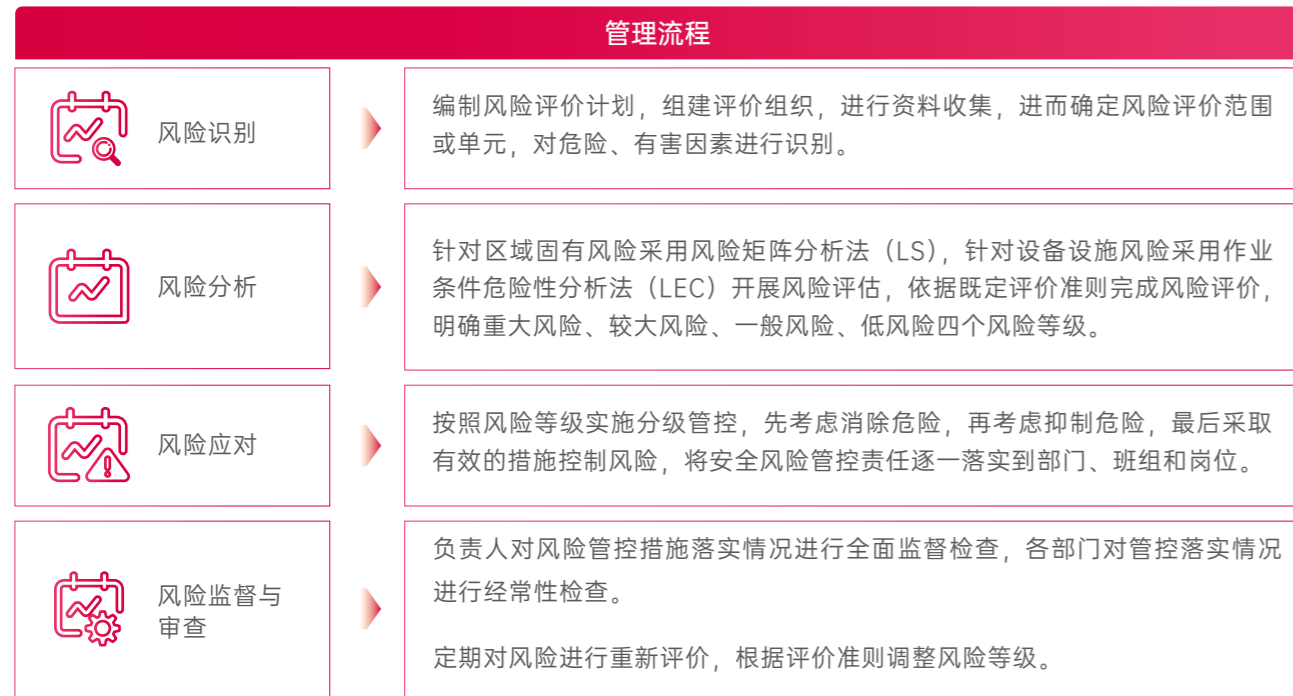 管理流程
风险识别
编制风险评价计划，组建评价组织，进行资料收集，进而确定风险评价范围
或单元，对危险、有害因素进行识别。
风险分析
针对区域固有风险采用风险矩阵分析法（LS），针对设备设施风险采用作业
条件危险性分析法（LEC）开展风险评估，依据既定评价准则完成风险评价，
明确重大风险、较大风险、一般风险、低风险四个风险等级。
风险应对
按照风险等级实施分级管控，先考虑消除危险，再考虑抑制危险，最后采取
有效的措施控制风险，将安全风险管控责任逐一落实到部门、班组和岗位。
风险监督与
审查
负责人对风险管控措施落实情况进行全面监督检查，各部门对管控落实情况
进行经常性检查。
定期对风险进行重新评价，根据评价准则调整风险等级。